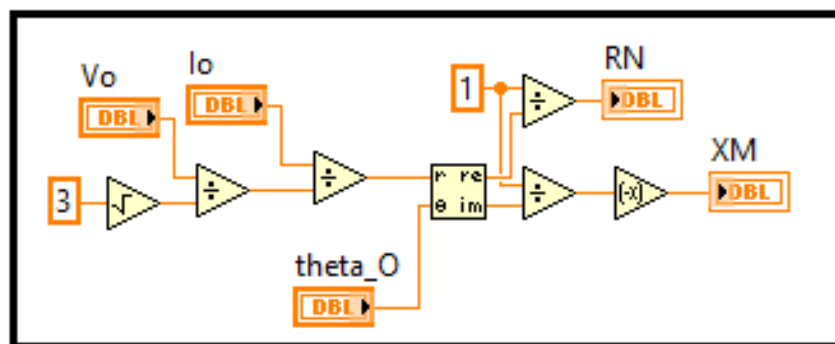 Vo
Io
DBL
DBL
1
÷
RN
DBL
3
√
÷
÷
r re
θ im
÷
(-x)
XM
DBL
theta_O
DBL